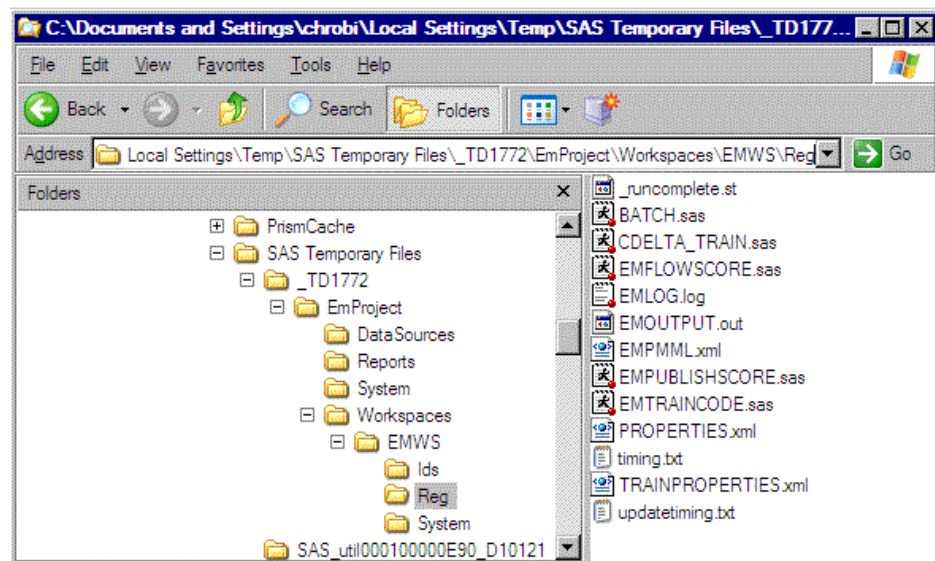 C:\Documents and Settings\chrobi\Local Settings\Temp\SAS Temporary Files\_TD177...
File Edit View Favorites Tools Help
Back Search Folders
Address Local Settings\Temp\SAS Temporary Files\_TD1772\EmProject\Workspaces\EMWS\Reg Go
Folders
PrismCache
SAS Temporary Files
_TD1772
EmProject
DataSources
Reports
System
Workspaces
EMWS
Ids
Reg
System
SAS_util000100000E90_D10121
_runcomplete.st
BATCH.sas
CDELTA_TRAIN.sas
EMFLOWSCORE.sas
EMLOG.log
EMOUTPUT.out
EMPMML.xml
EMPUBLISHSCORE.sas
EMTRAINCODE.sas
PROPERTIES.xml
timing.txt
TRAINPROPERTIES.xml
updatetiming.txt